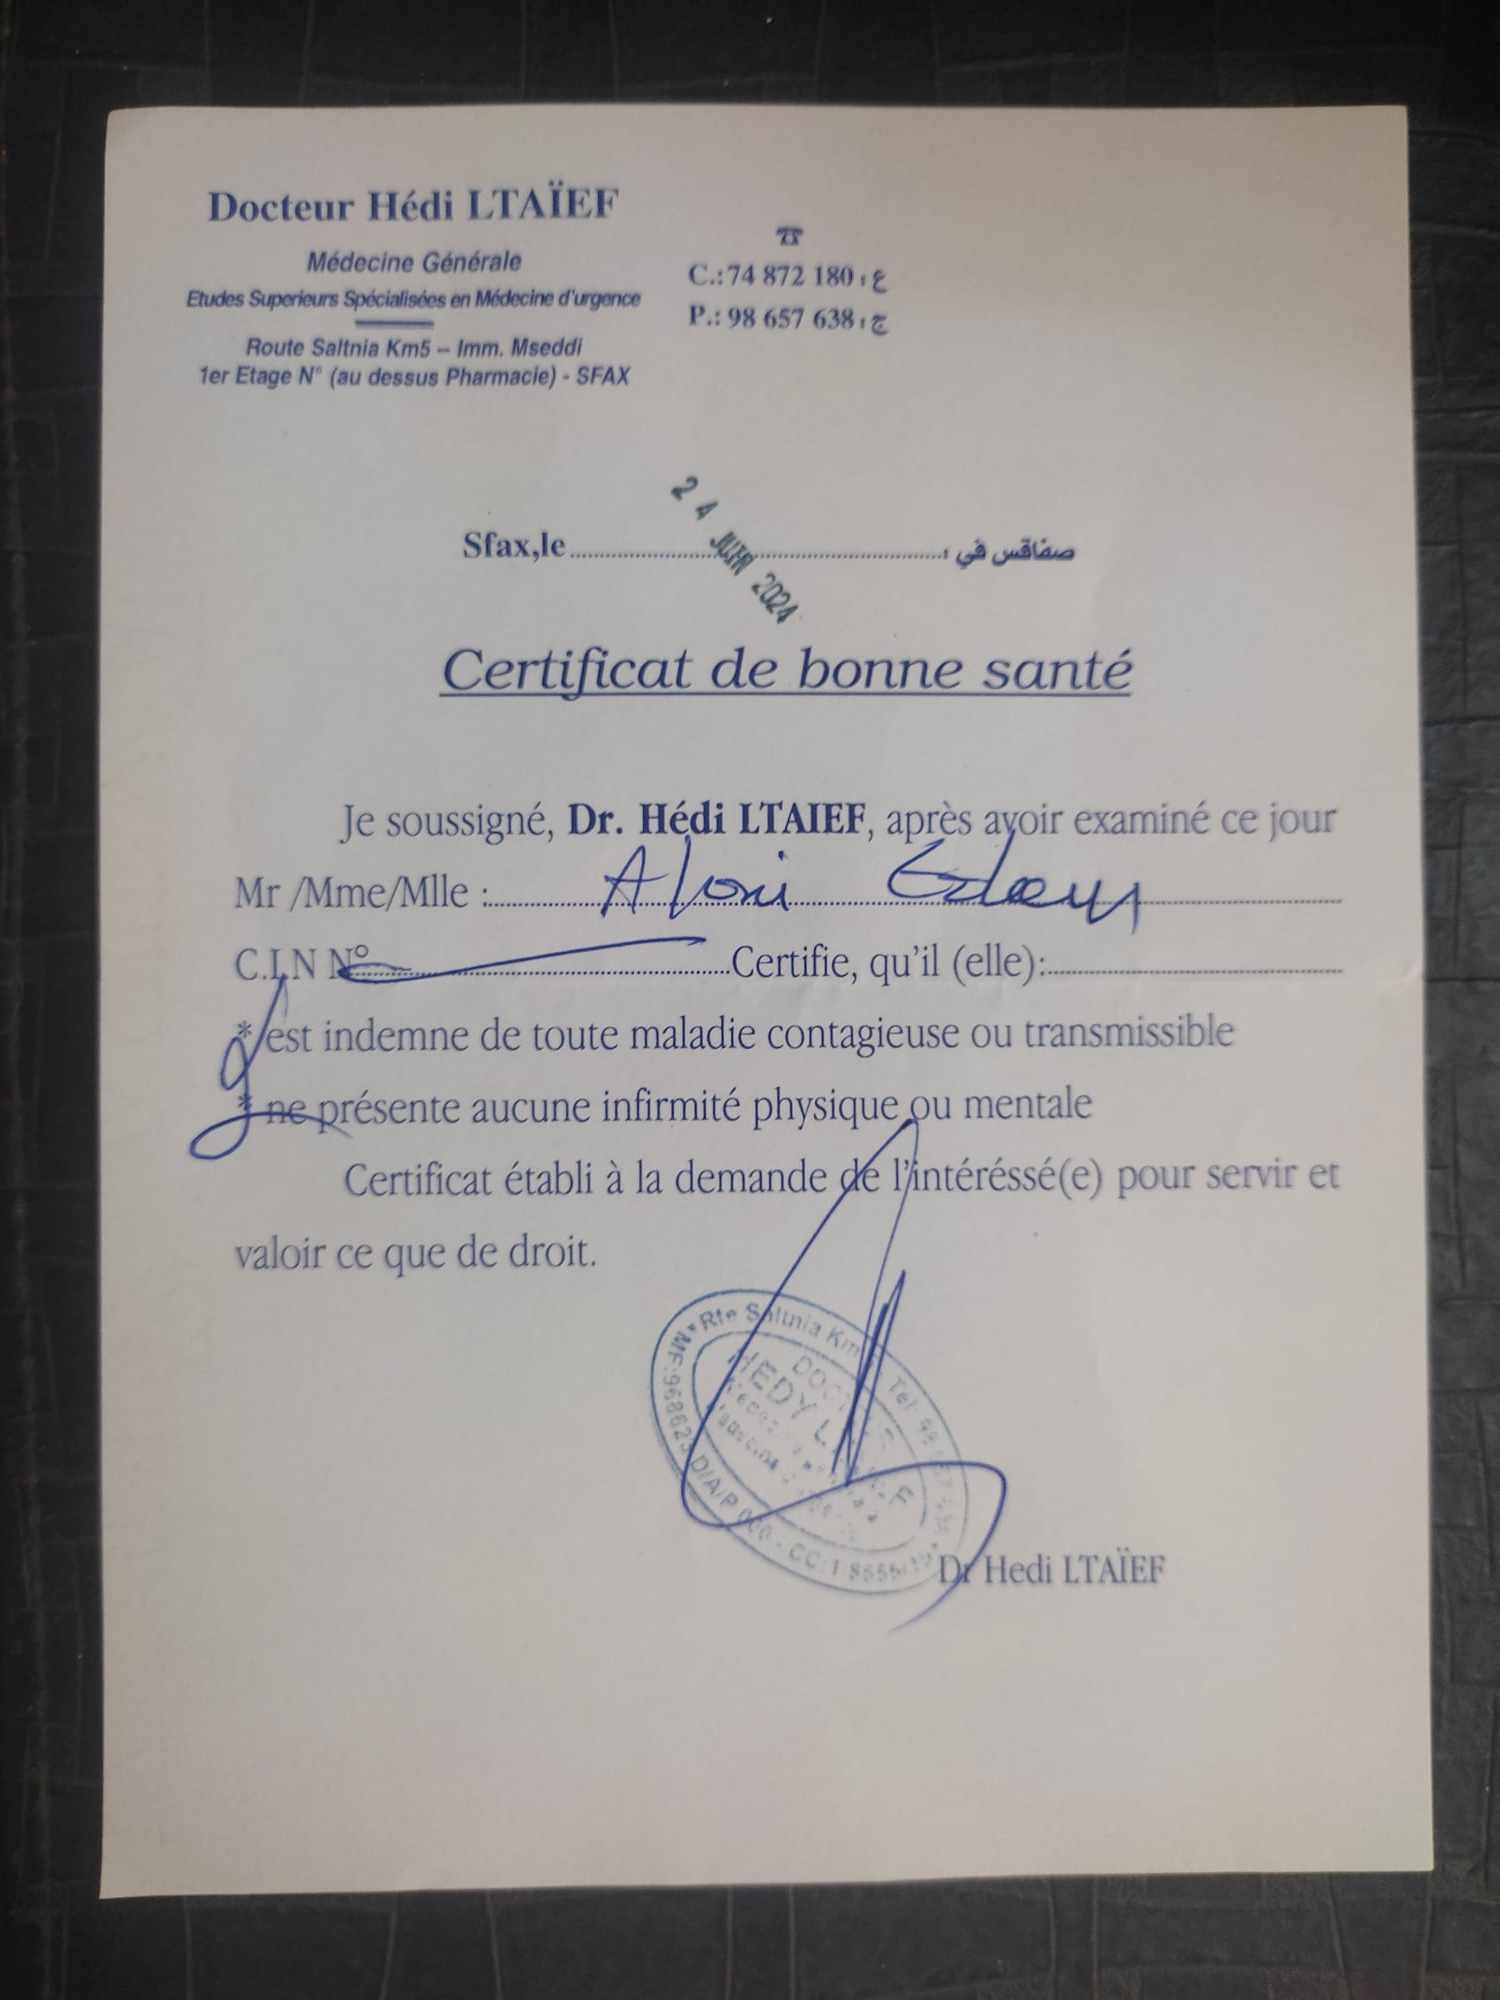 Docteur Hédi LTAÏEF
Médecine Générale
Etudes Superieurs Spécialisées en Médecine d'urgence
Route Saltnia Km5 – Imm. Mseddi
1er Etage N° (au dessus Pharmacie) - SFAX
☎
C.: 74 872 180 : ع
P.: 98 657 638 : ج
Sfax,le صفاقس في :
24 JUIN 2024
Certificat de bonne santé
Je soussigné, Dr. Hédi LTAIEF, après avoir examiné ce jour
Mr /Mme/Mlle :
C.I.N N° Certifie, qu'il (elle):
* est indemne de toute maladie contagieuse ou transmissible
* ne présente aucune infirmité physique ou mentale
Certificat établi à la demande de l'intéréssé(e) pour servir et
valoir ce que de droit.
Rte Saltnia Km
HEDY
Dr Hedi LTAÏEF